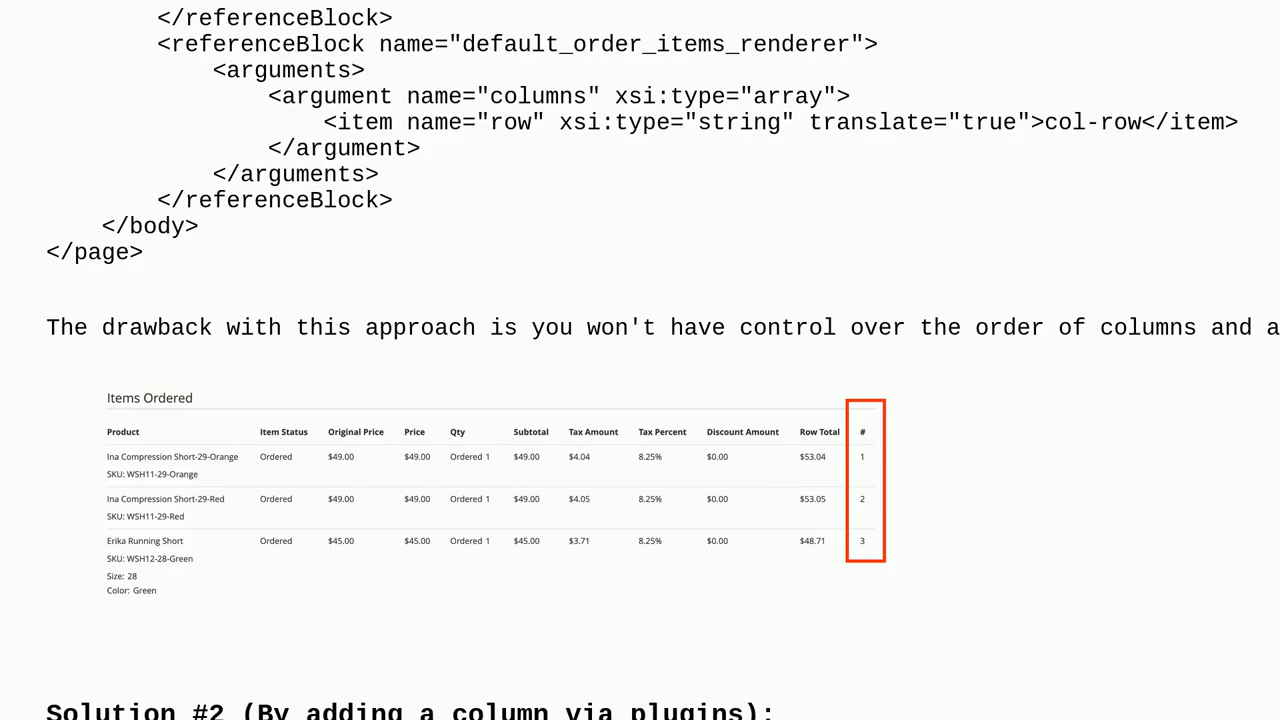 </referenceBlock>
<referenceBlock name="default_order_items_renderer">
<arguments>
<argument name="columns" xsi:type="array">
<item name="row" xsi:type="string" translate="true">col-row</item>
</argument>
</arguments>
</referenceBlock>
</body>
</page>
The drawback with this approach is you won't have control over the order of columns and a
Items Ordered
Product Item Status Original Price Price Qty Subtotal Tax Amount Tax Percent Discount Amount Row Total #
Ina Compression Short-29-Orange Ordered $49.00 $49.00 Ordered 1 $49.00 $4.04 8.25% $0.00 $53.04 1
SKU: WSH11-29-Orange
Ina Compression Short-29-Red Ordered $49.00 $49.00 Ordered 1 $49.00 $4.05 8.25% $0.00 $53.05 2
SKU: WSH11-29-Red
Erika Running Short Ordered $45.00 $45.00 Ordered 1 $45.00 $3.71 8.25% $0.00 $48.71 3
SKU: WSH12-28-Green
Size: 28
Color: Green
Solution #2 (By adding a column via plugins):